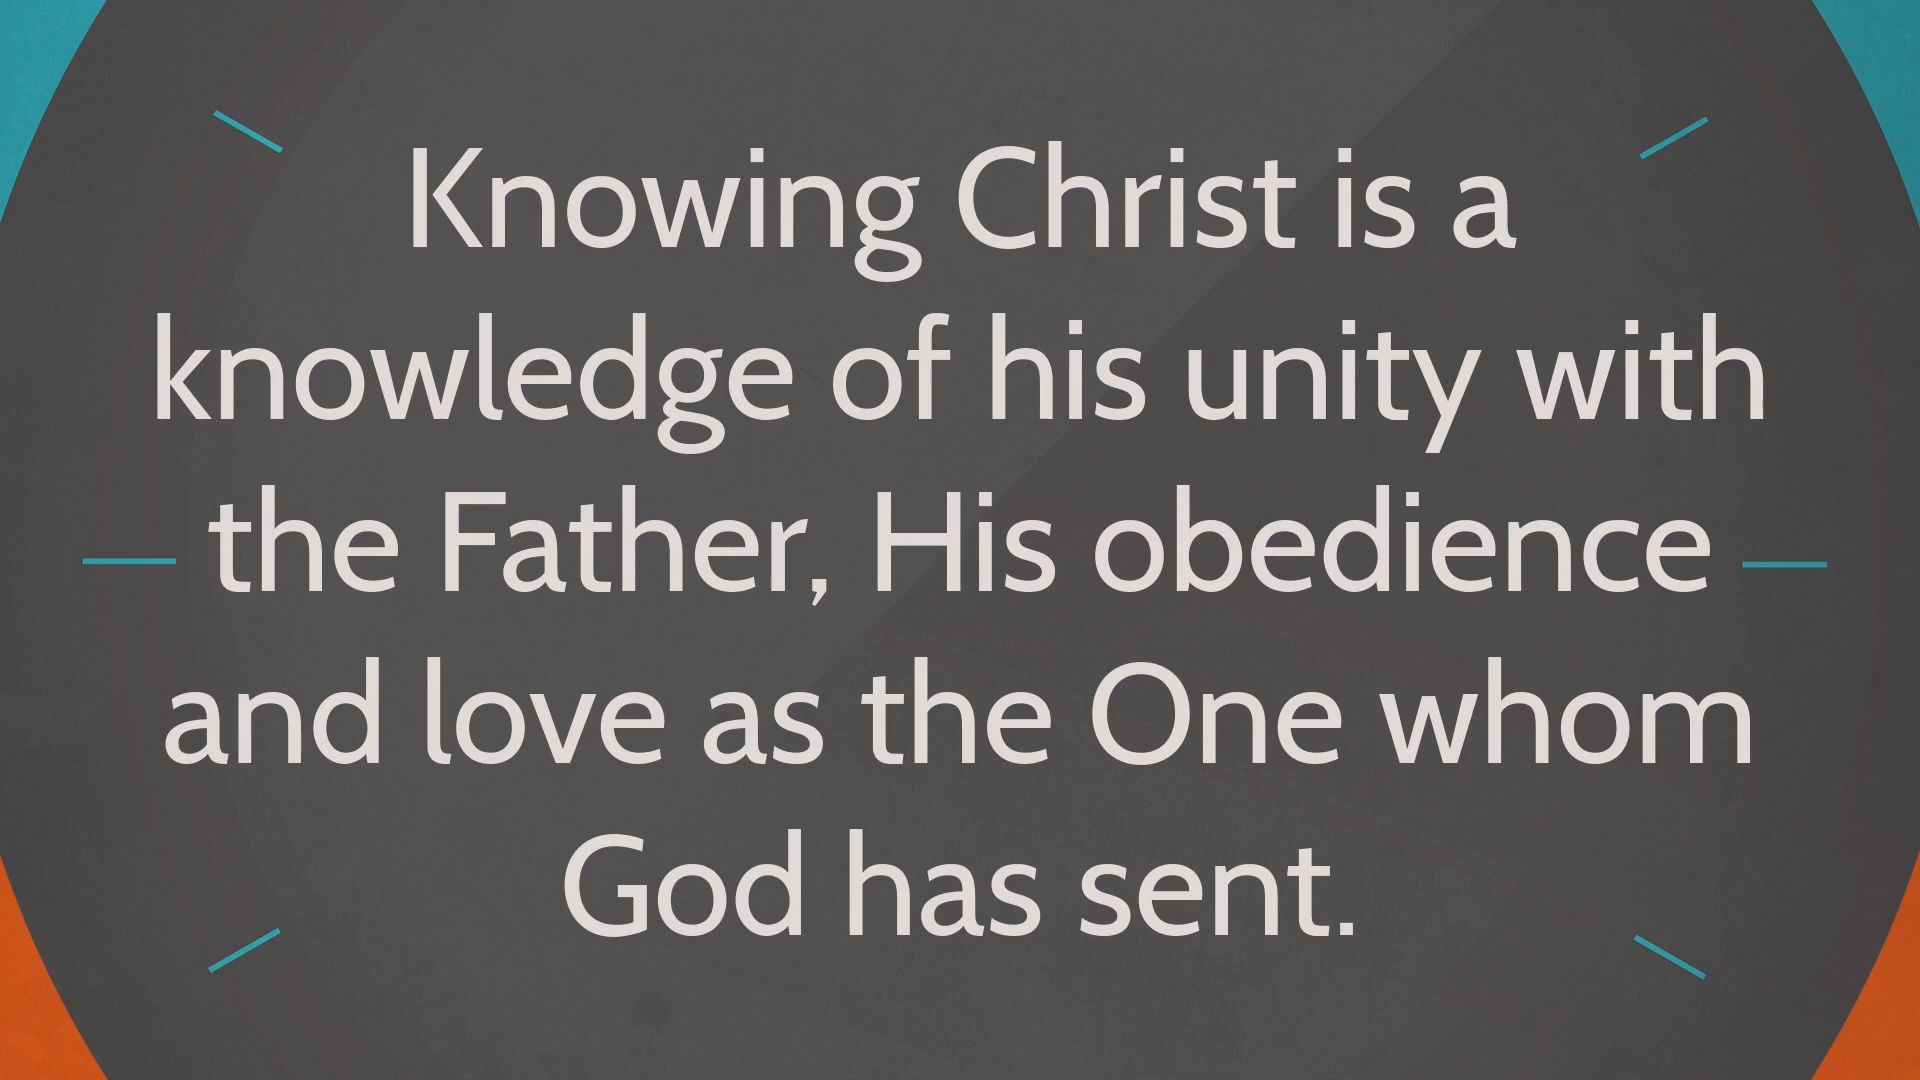 Knowing Christ is a
knowledge of his unity with
the Father, His obedience
and love as the One whom
God has sent.